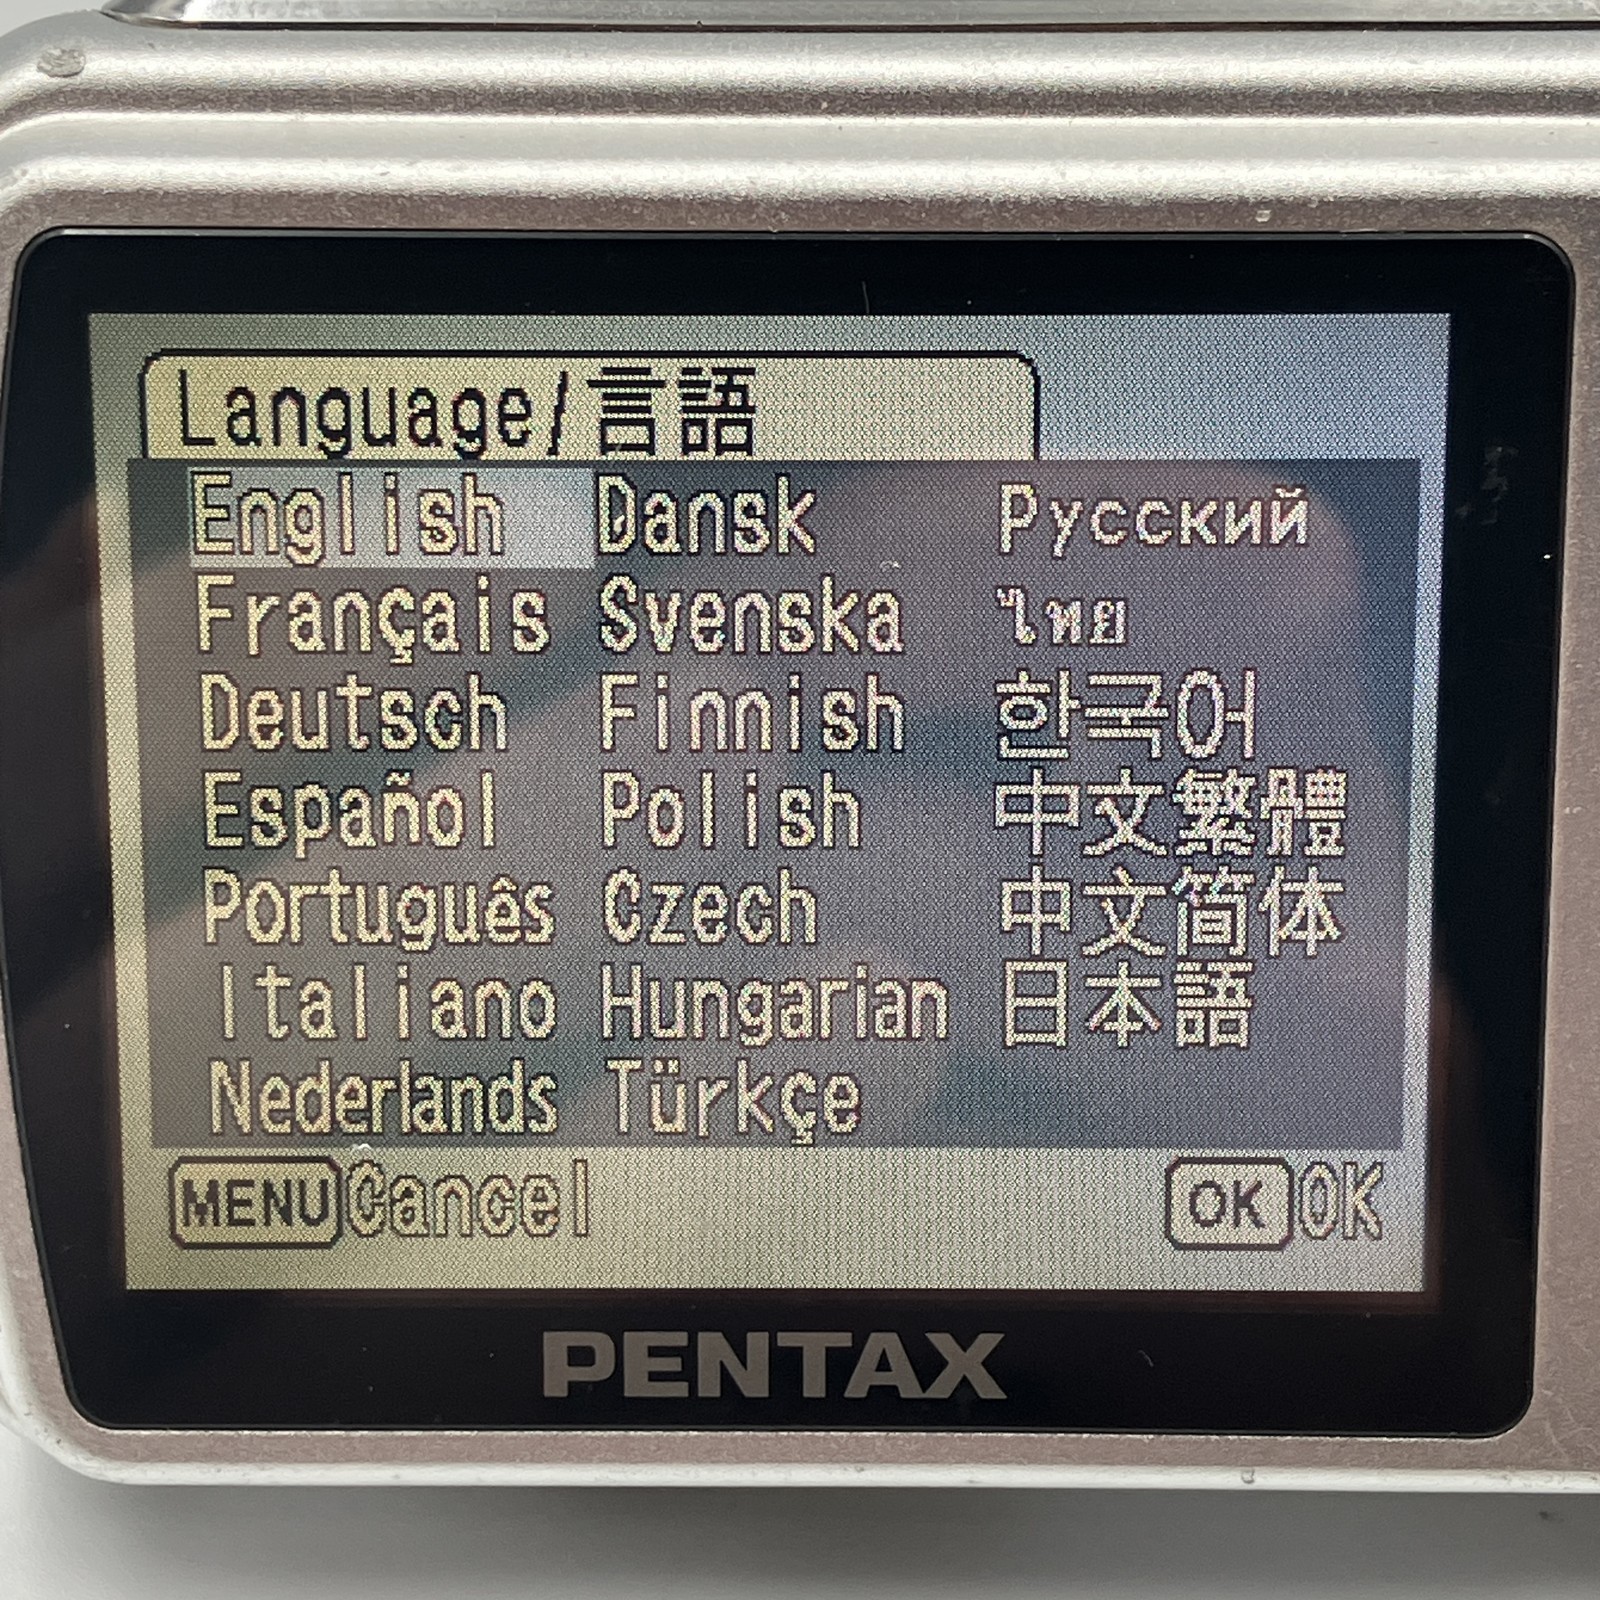 Language/言語
English Dansk Русский
Français Svenska ไทย
Deutsch Finnish 한국어
Español Polish 中文繁體
Português Czech 中文简体
Italiano Hungarian 日本語
Nederlands Türkçe
MENU Cancel OK OK
PENTAX